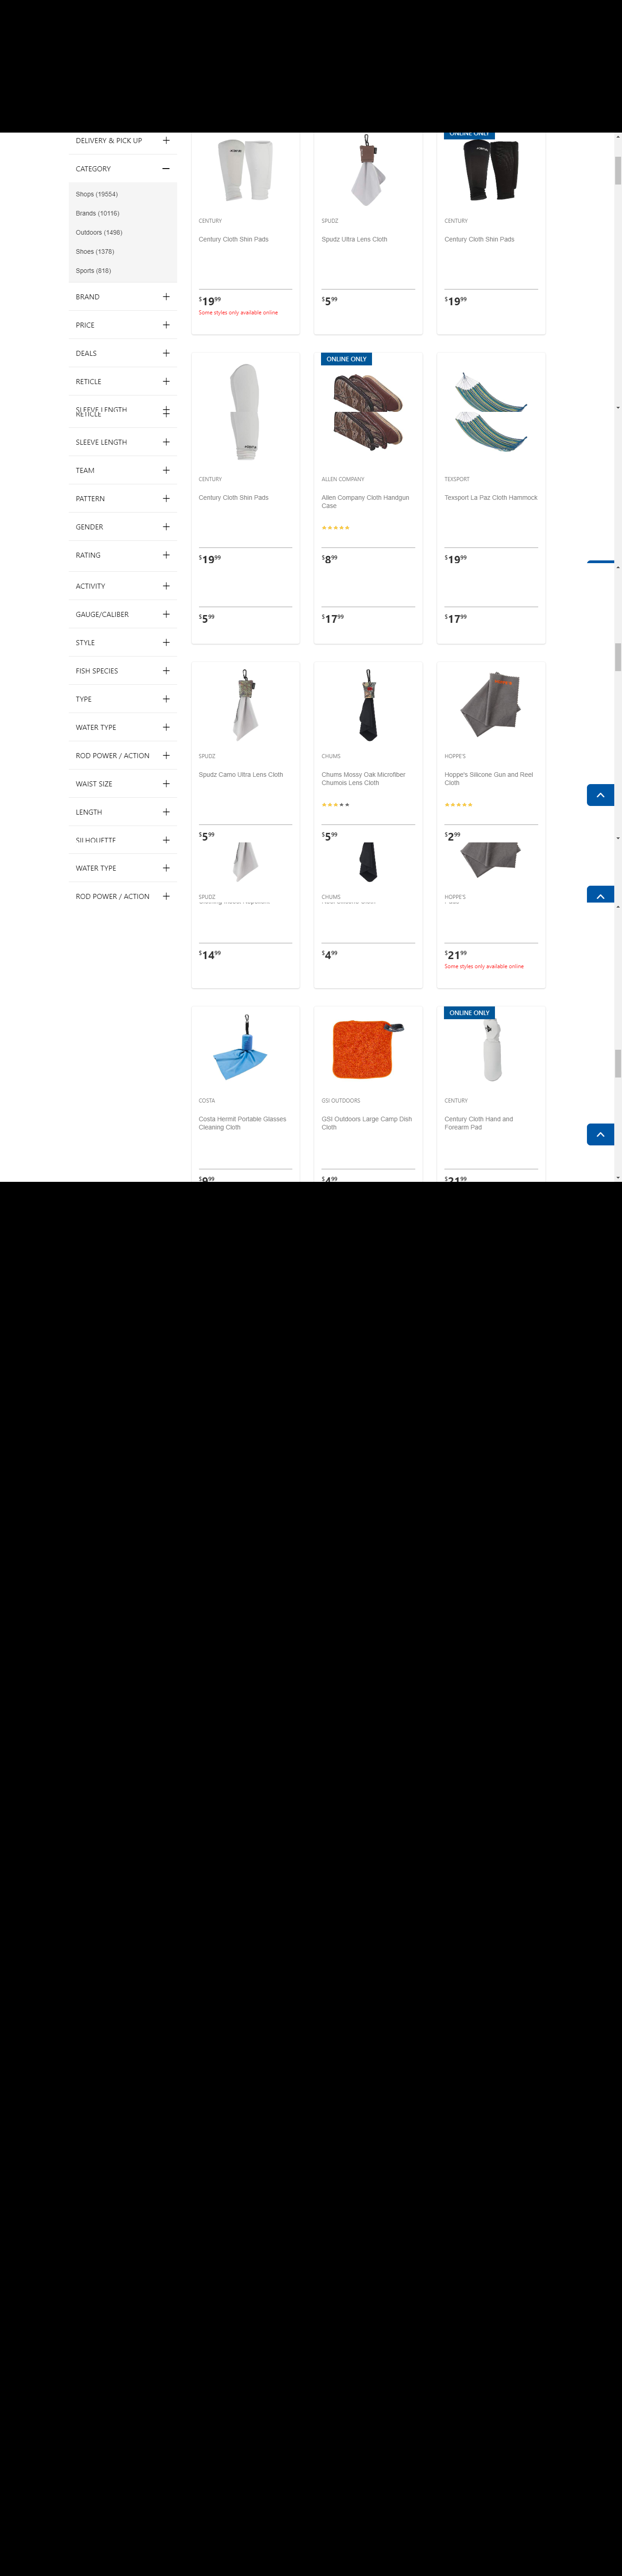 DELIVERY & PICK UP
CATEGORY
Shops (19554)
Brands (10116)
Outdoors (1498)
Shoes (1378)
Sports (818)
BRAND
PRICE
DEALS
RETICLE
SLEEVE LENGTH
RETICLE
SLEEVE LENGTH
TEAM
PATTERN
GENDER
RATING
ACTIVITY
GAUGE/CALIBER
STYLE
FISH SPECIES
TYPE
WATER TYPE
ROD POWER / ACTION
WAIST SIZE
LENGTH
SILHOUETTE
WATER TYPE
ROD POWER / ACTION
CENTURY
Century Cloth Shin Pads
$19.99
Some styles only available online
SPUDZ
Spudz Ultra Lens Cloth
$5.99
ONLINE ONLY
CENTURY
Century Cloth Shin Pads
$19.99
CENTURY
Century Cloth Shin Pads
$19.99
ONLINE ONLY
ALLEN COMPANY
Allen Company Cloth Handgun
Case
$8.99
TEXSPORT
Texsport La Paz Cloth Hammock
$19.99
$5.99
$17.99
$17.99
SPUDZ
Spudz Camo Ultra Lens Cloth
$5.99
CHUMS
Chums Mossy Oak Microfiber
Chumois Lens Cloth
$5.99
HOPPE'S
Hoppe's Silicone Gun and Reel
Cloth
$2.99
SPUDZ
CHUMS
HOPPE'S
$14.99
$4.99
$21.99
Some styles only available online
COSTA
Costa Hermit Portable Glasses
Cleaning Cloth
$9.99
GSI OUTDOORS
GSI Outdoors Large Camp Dish
Cloth
$4.99
ONLINE ONLY
CENTURY
Century Cloth Hand and
Forearm Pad
$21.99